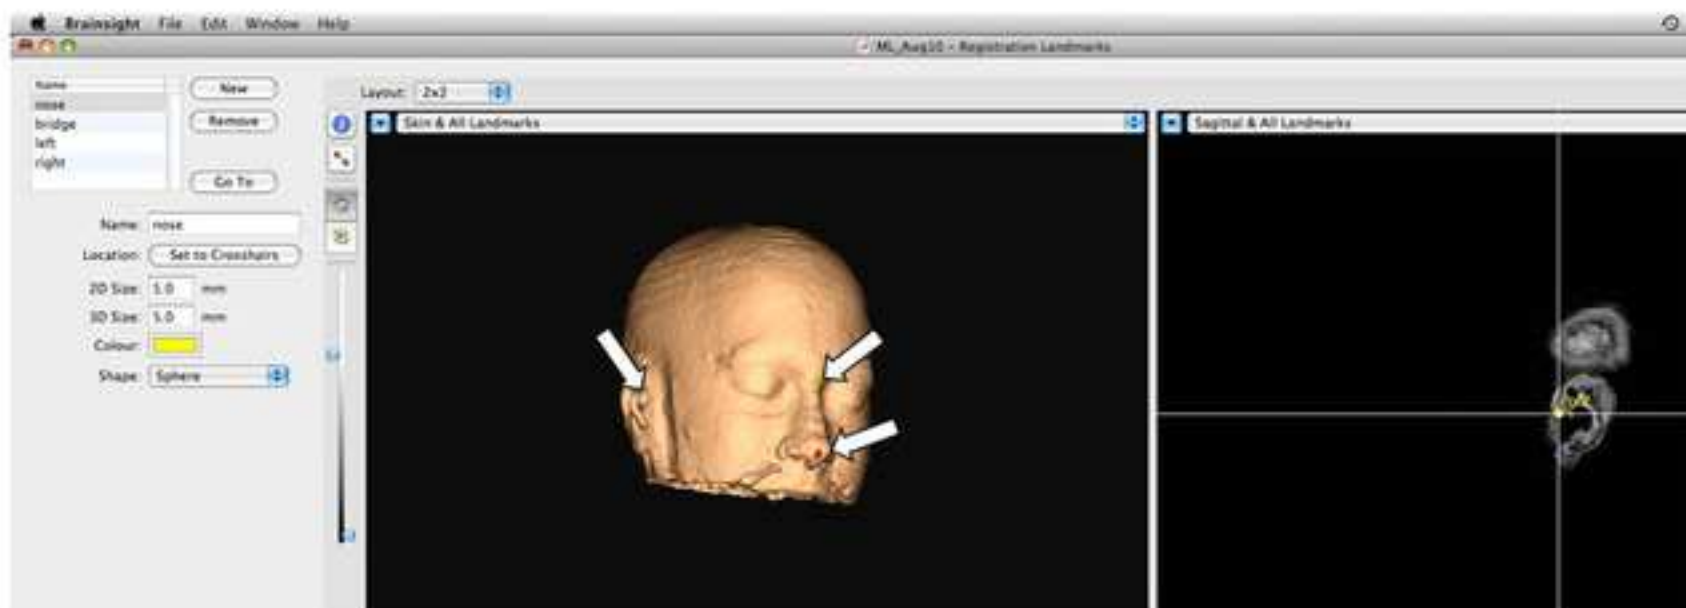 Brainsight File Edit Window Help
ML_Aug10 - Registration Landmarks
Name
nose
bridge
left
right
New
Remove
Go To
Name: nose
Location: Set to Crosshairs
2D Size: 5.0 mm
3D Size: 5.0 mm
Colour:
Shape: Sphere
Layout: 2x2
Skin & All Landmarks
Sagittal & All Landmarks